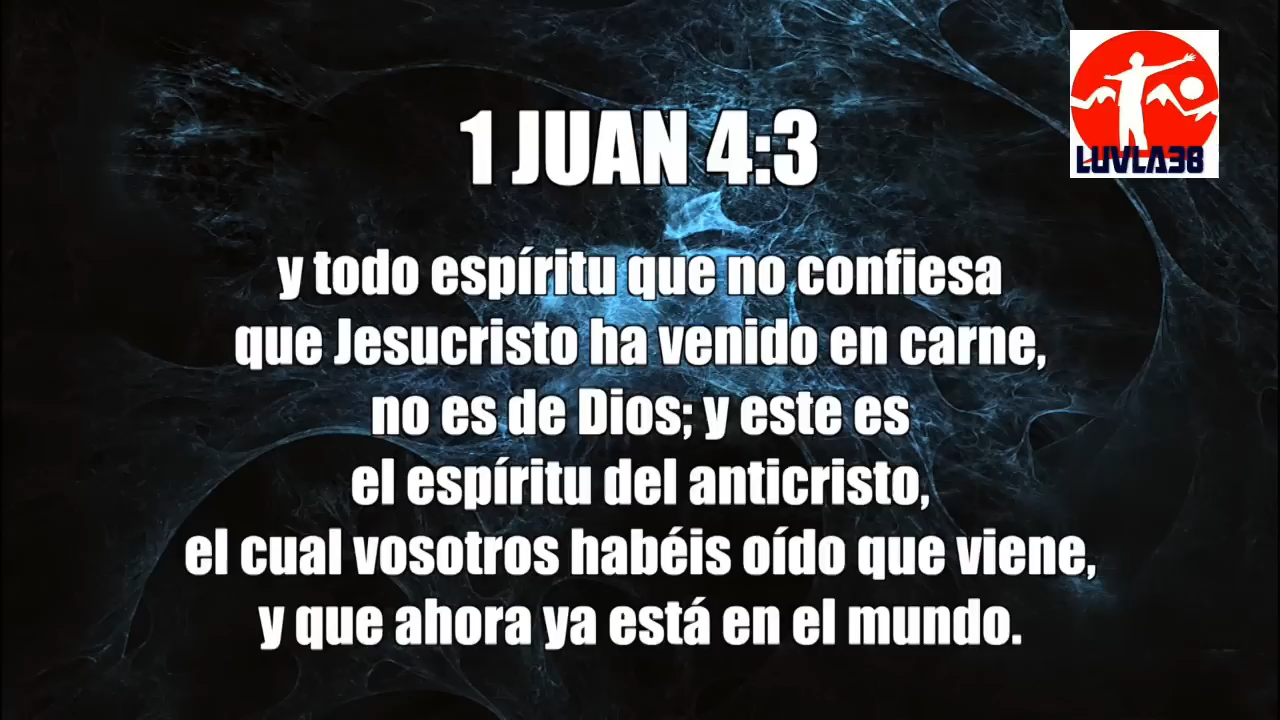 LUVLA38
1 JUAN 4:3
y todo espíritu que no confiesa
que Jesucristo ha venido en carne,
no es de Dios; y este es
el espíritu del anticristo,
el cual vosotros habéis oído que viene,
y que ahora ya está en el mundo.